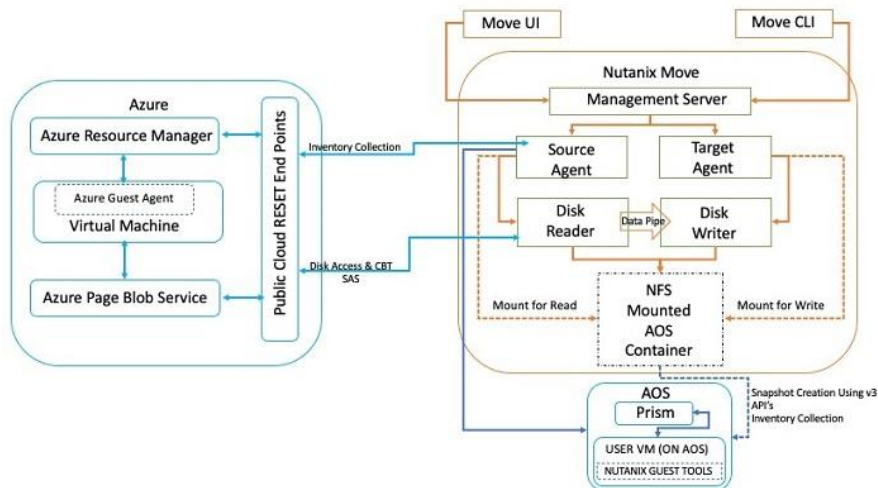 Move UI
Move CLI
Nutanix Move
Management Server
Azure
Azure Resource Manager
Azure Guest Agent
Virtual Machine
Azure Page Blob Service
Public Cloud RESET End Points
Inventory Collection
Source
Agent
Target
Agent
Disk
Reader
Data Pipe
Disk
Writer
Disk Access & CBT
SAS
Mount for Read
NFS
Mounted
AOS
Container
Mount for Write
Snapshot Creation Using v3
API's
Inventory Collection
AOS
Prism
USER VM (ON AOS)
NUTANIX GUEST TOOLS